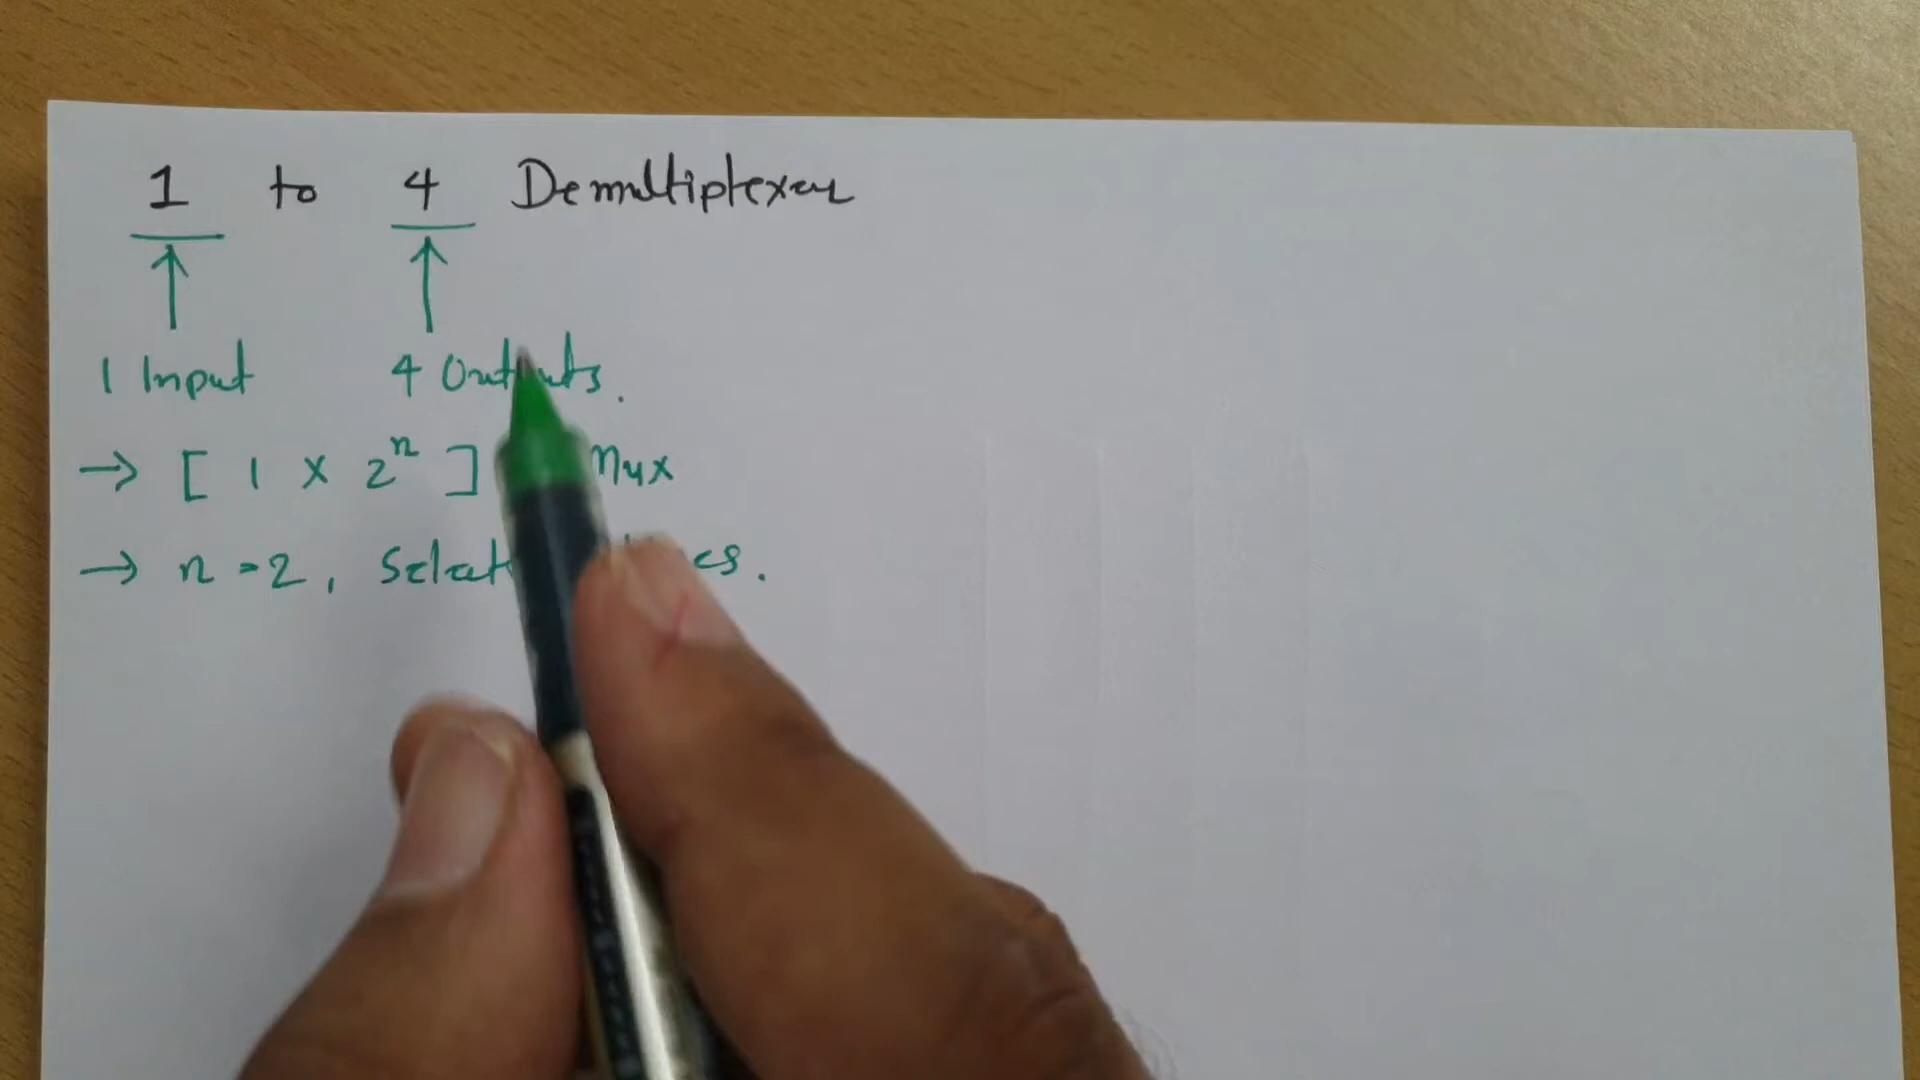 1 to 4 Demultiplexer
1 Input 4 Outputs.
→ [ 1 x 2ⁿ ] Mux
→ n = 2, Select